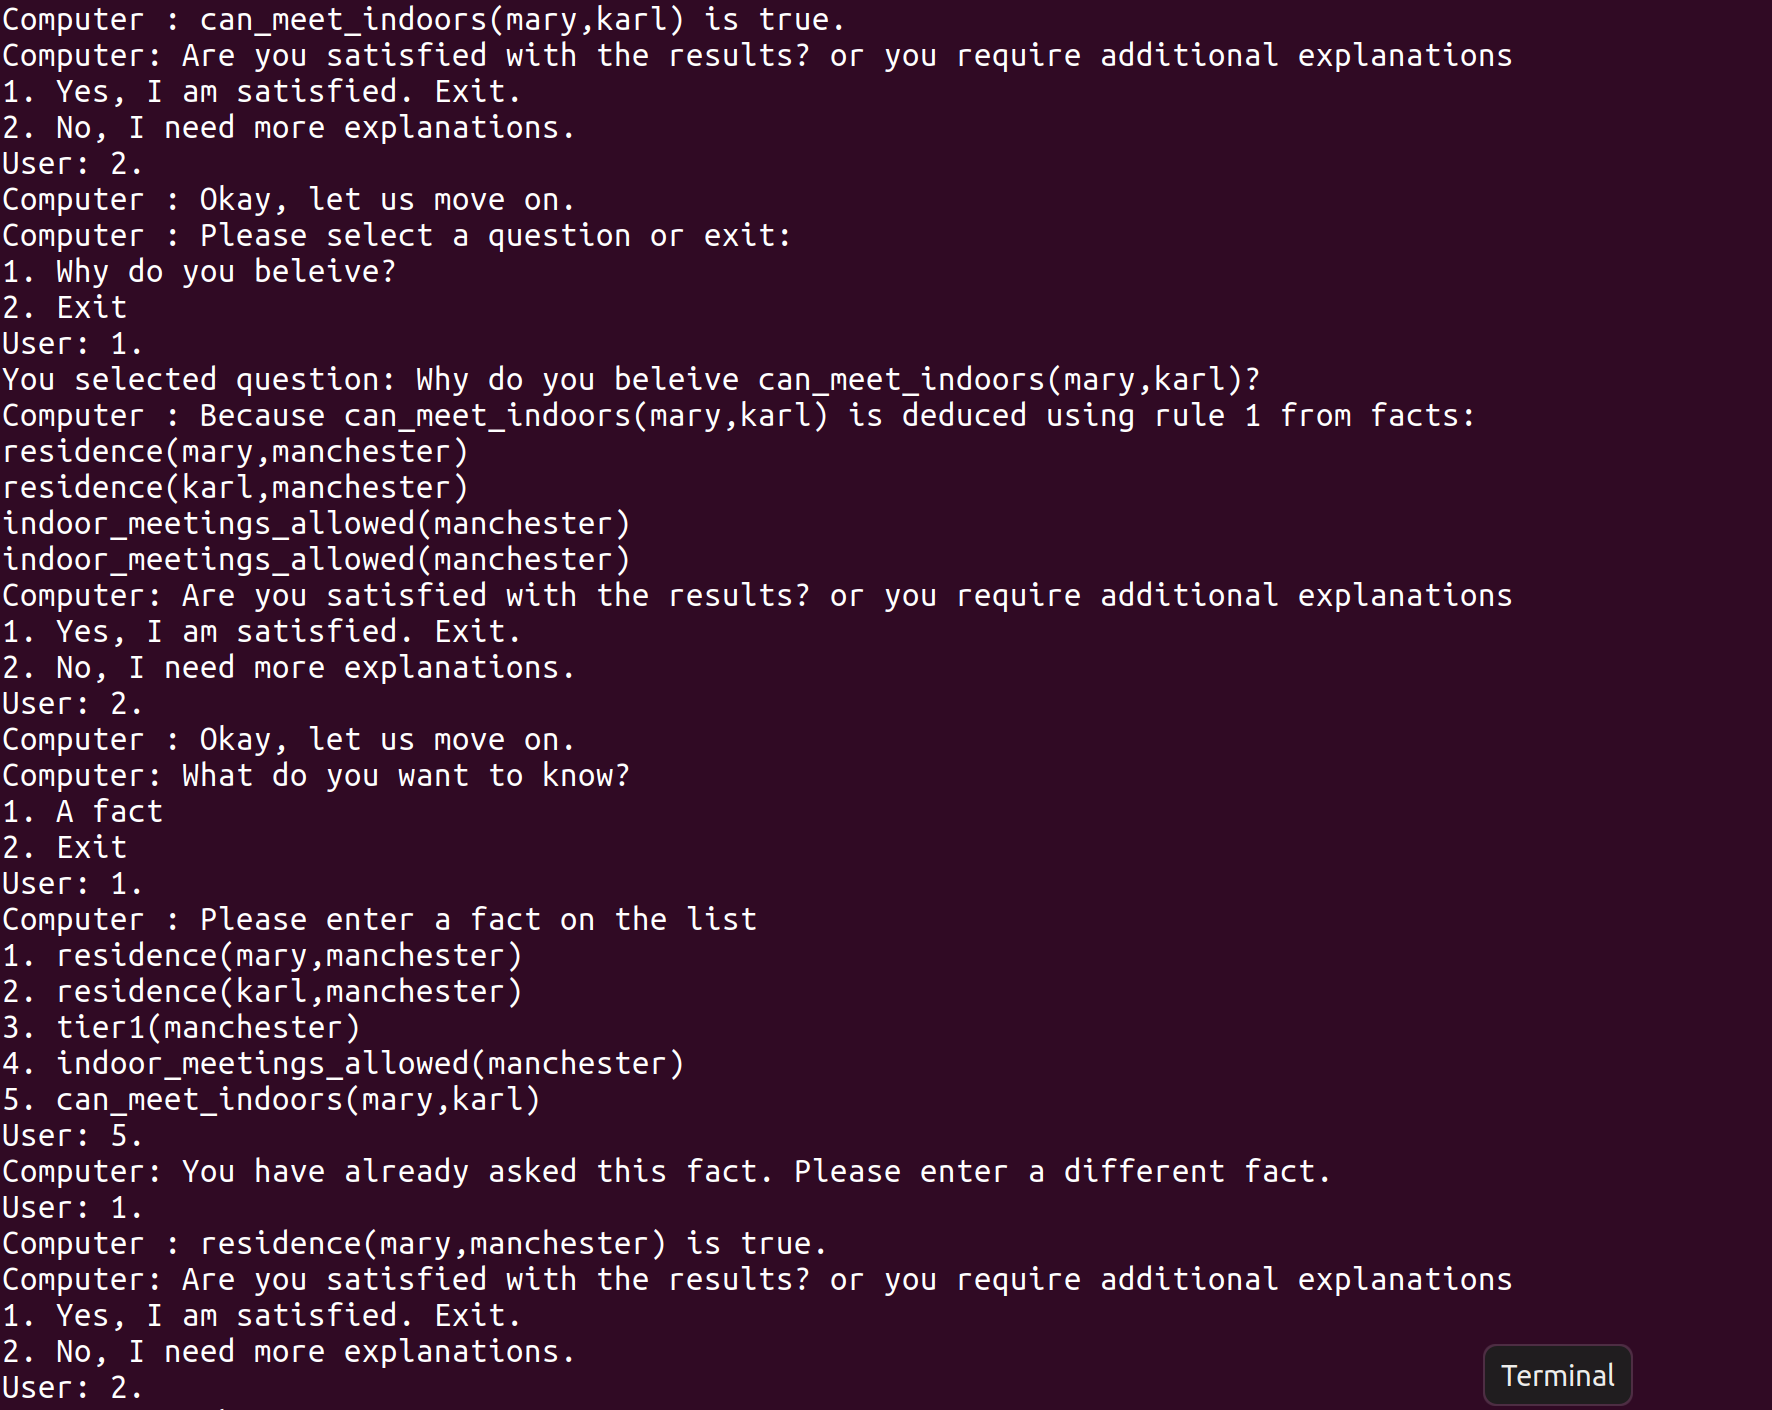 Computer : can_meet_indoors(mary,karl) is true.
Computer: Are you satisfied with the results? or you require additional explanations
1. Yes, I am satisfied. Exit.
2. No, I need more explanations.
User: 2.
Computer : Okay, let us move on.
Computer : Please select a question or exit:
1. Why do you beleive?
2. Exit
User: 1.
You selected question: Why do you beleive can_meet_indoors(mary,karl)?
Computer : Because can_meet_indoors(mary,karl) is deduced using rule 1 from facts:
residence(mary,manchester)
residence(karl,manchester)
indoor_meetings_allowed(manchester)
indoor_meetings_allowed(manchester)
Computer: Are you satisfied with the results? or you require additional explanations
1. Yes, I am satisfied. Exit.
2. No, I need more explanations.
User: 2.
Computer : Okay, let us move on.
Computer: What do you want to know?
1. A fact
2. Exit
User: 1.
Computer : Please enter a fact on the list
1. residence(mary,manchester)
2. residence(karl,manchester)
3. tier1(manchester)
4. indoor_meetings_allowed(manchester)
5. can_meet_indoors(mary,karl)
User: 5.
Computer: You have already asked this fact. Please enter a different fact.
User: 1.
Computer : residence(mary,manchester) is true.
Computer: Are you satisfied with the results? or you require additional explanations
1. Yes, I am satisfied. Exit.
2. No, I need more explanations.
User: 2.
Terminal